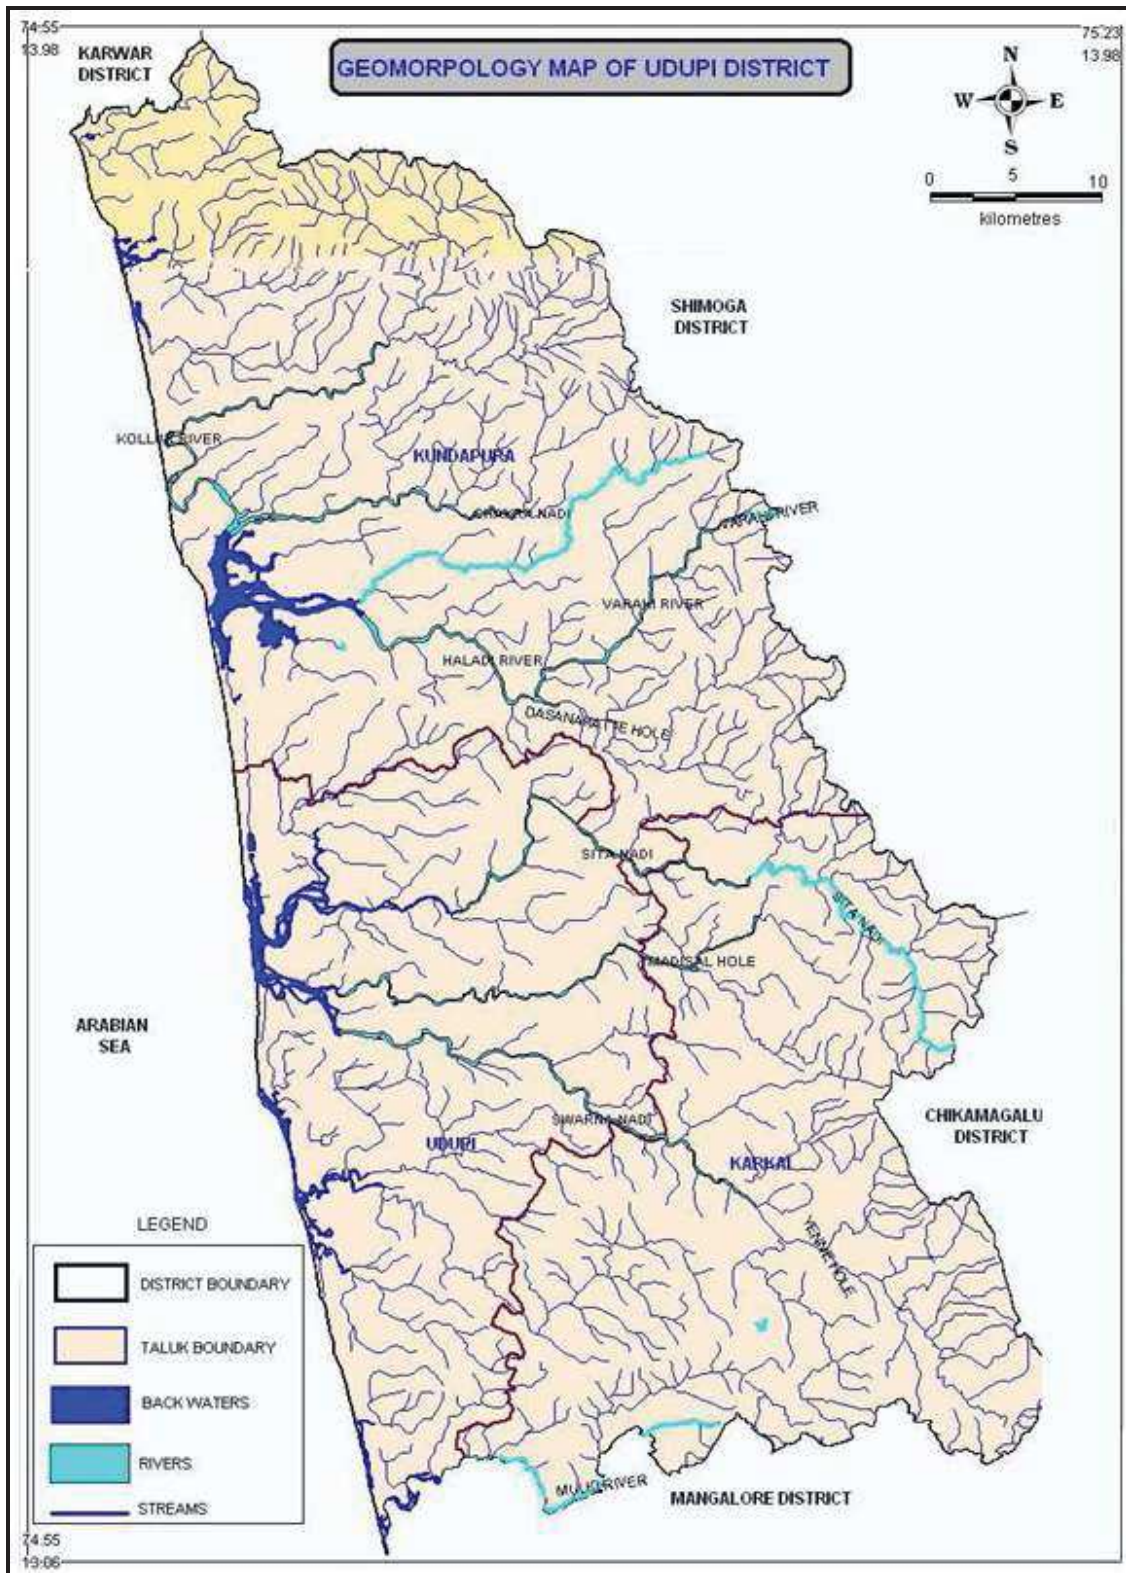 74:55
13.98
KARWAR
DISTRICT
GEOMORPOLOGY MAP OF UDUPI DISTRICT
75.23
13.98
N
W
E
S
0
5
10
kilometres
SHIMOGA
DISTRICT
RIVER
KUNDAPURA
NADI
RIVER
VARAHI RIVER
HALADI RIVER
HOLE
SITA NADI
SITA NADI
MADISAL HOLE
ARABIAN
SEA
CHIKAMAGALU
DISTRICT
SWARNA NADI
UDUPI
KARKAL
YENNE HOLE
LEGEND
DISTRICT BOUNDARY
TALUK BOUNDARY
BACK WATERS
RIVERS
STREAMS
RIVER
MANGALORE DISTRICT
74.55
13:06